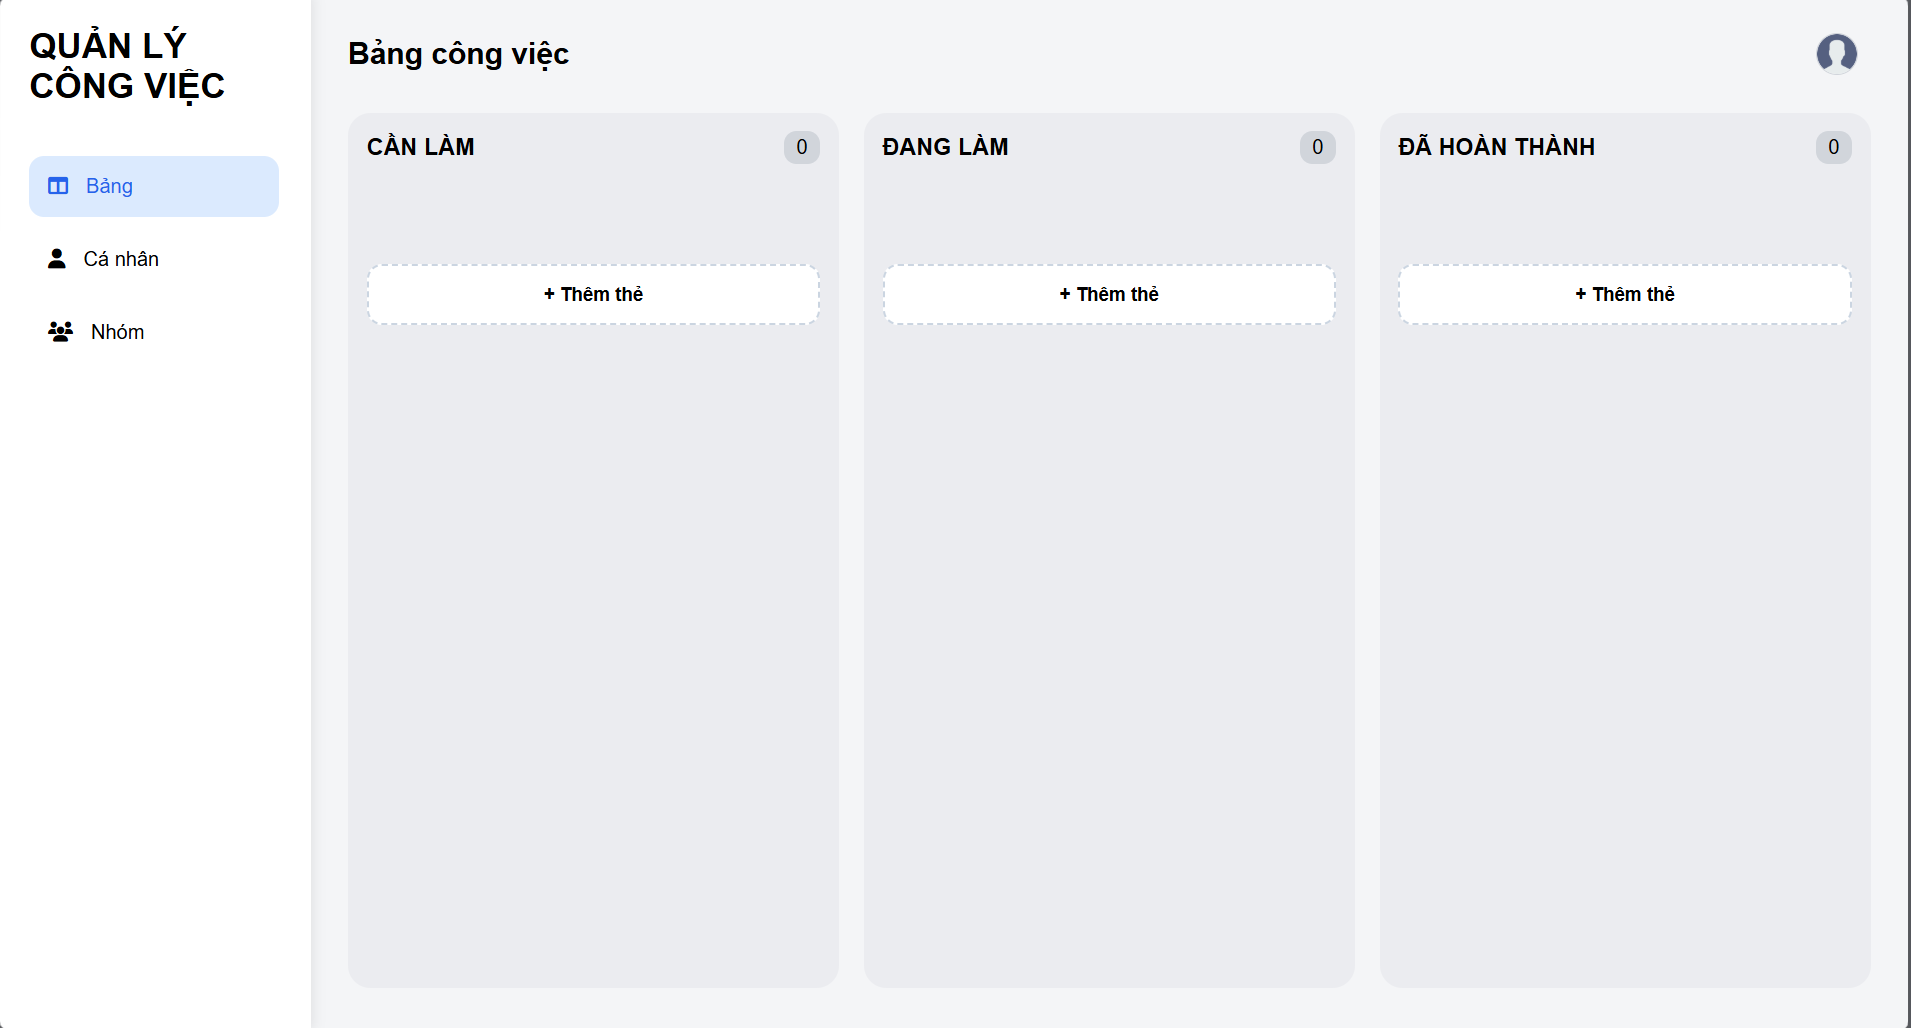 QUẢN LÝ
CÔNG VIỆC
Bảng
Cá nhân
Nhóm
Bảng công việc
CẦN LÀM
0
+ Thêm thẻ
ĐANG LÀM
0
+ Thêm thẻ
ĐÃ HOÀN THÀNH
0
+ Thêm thẻ